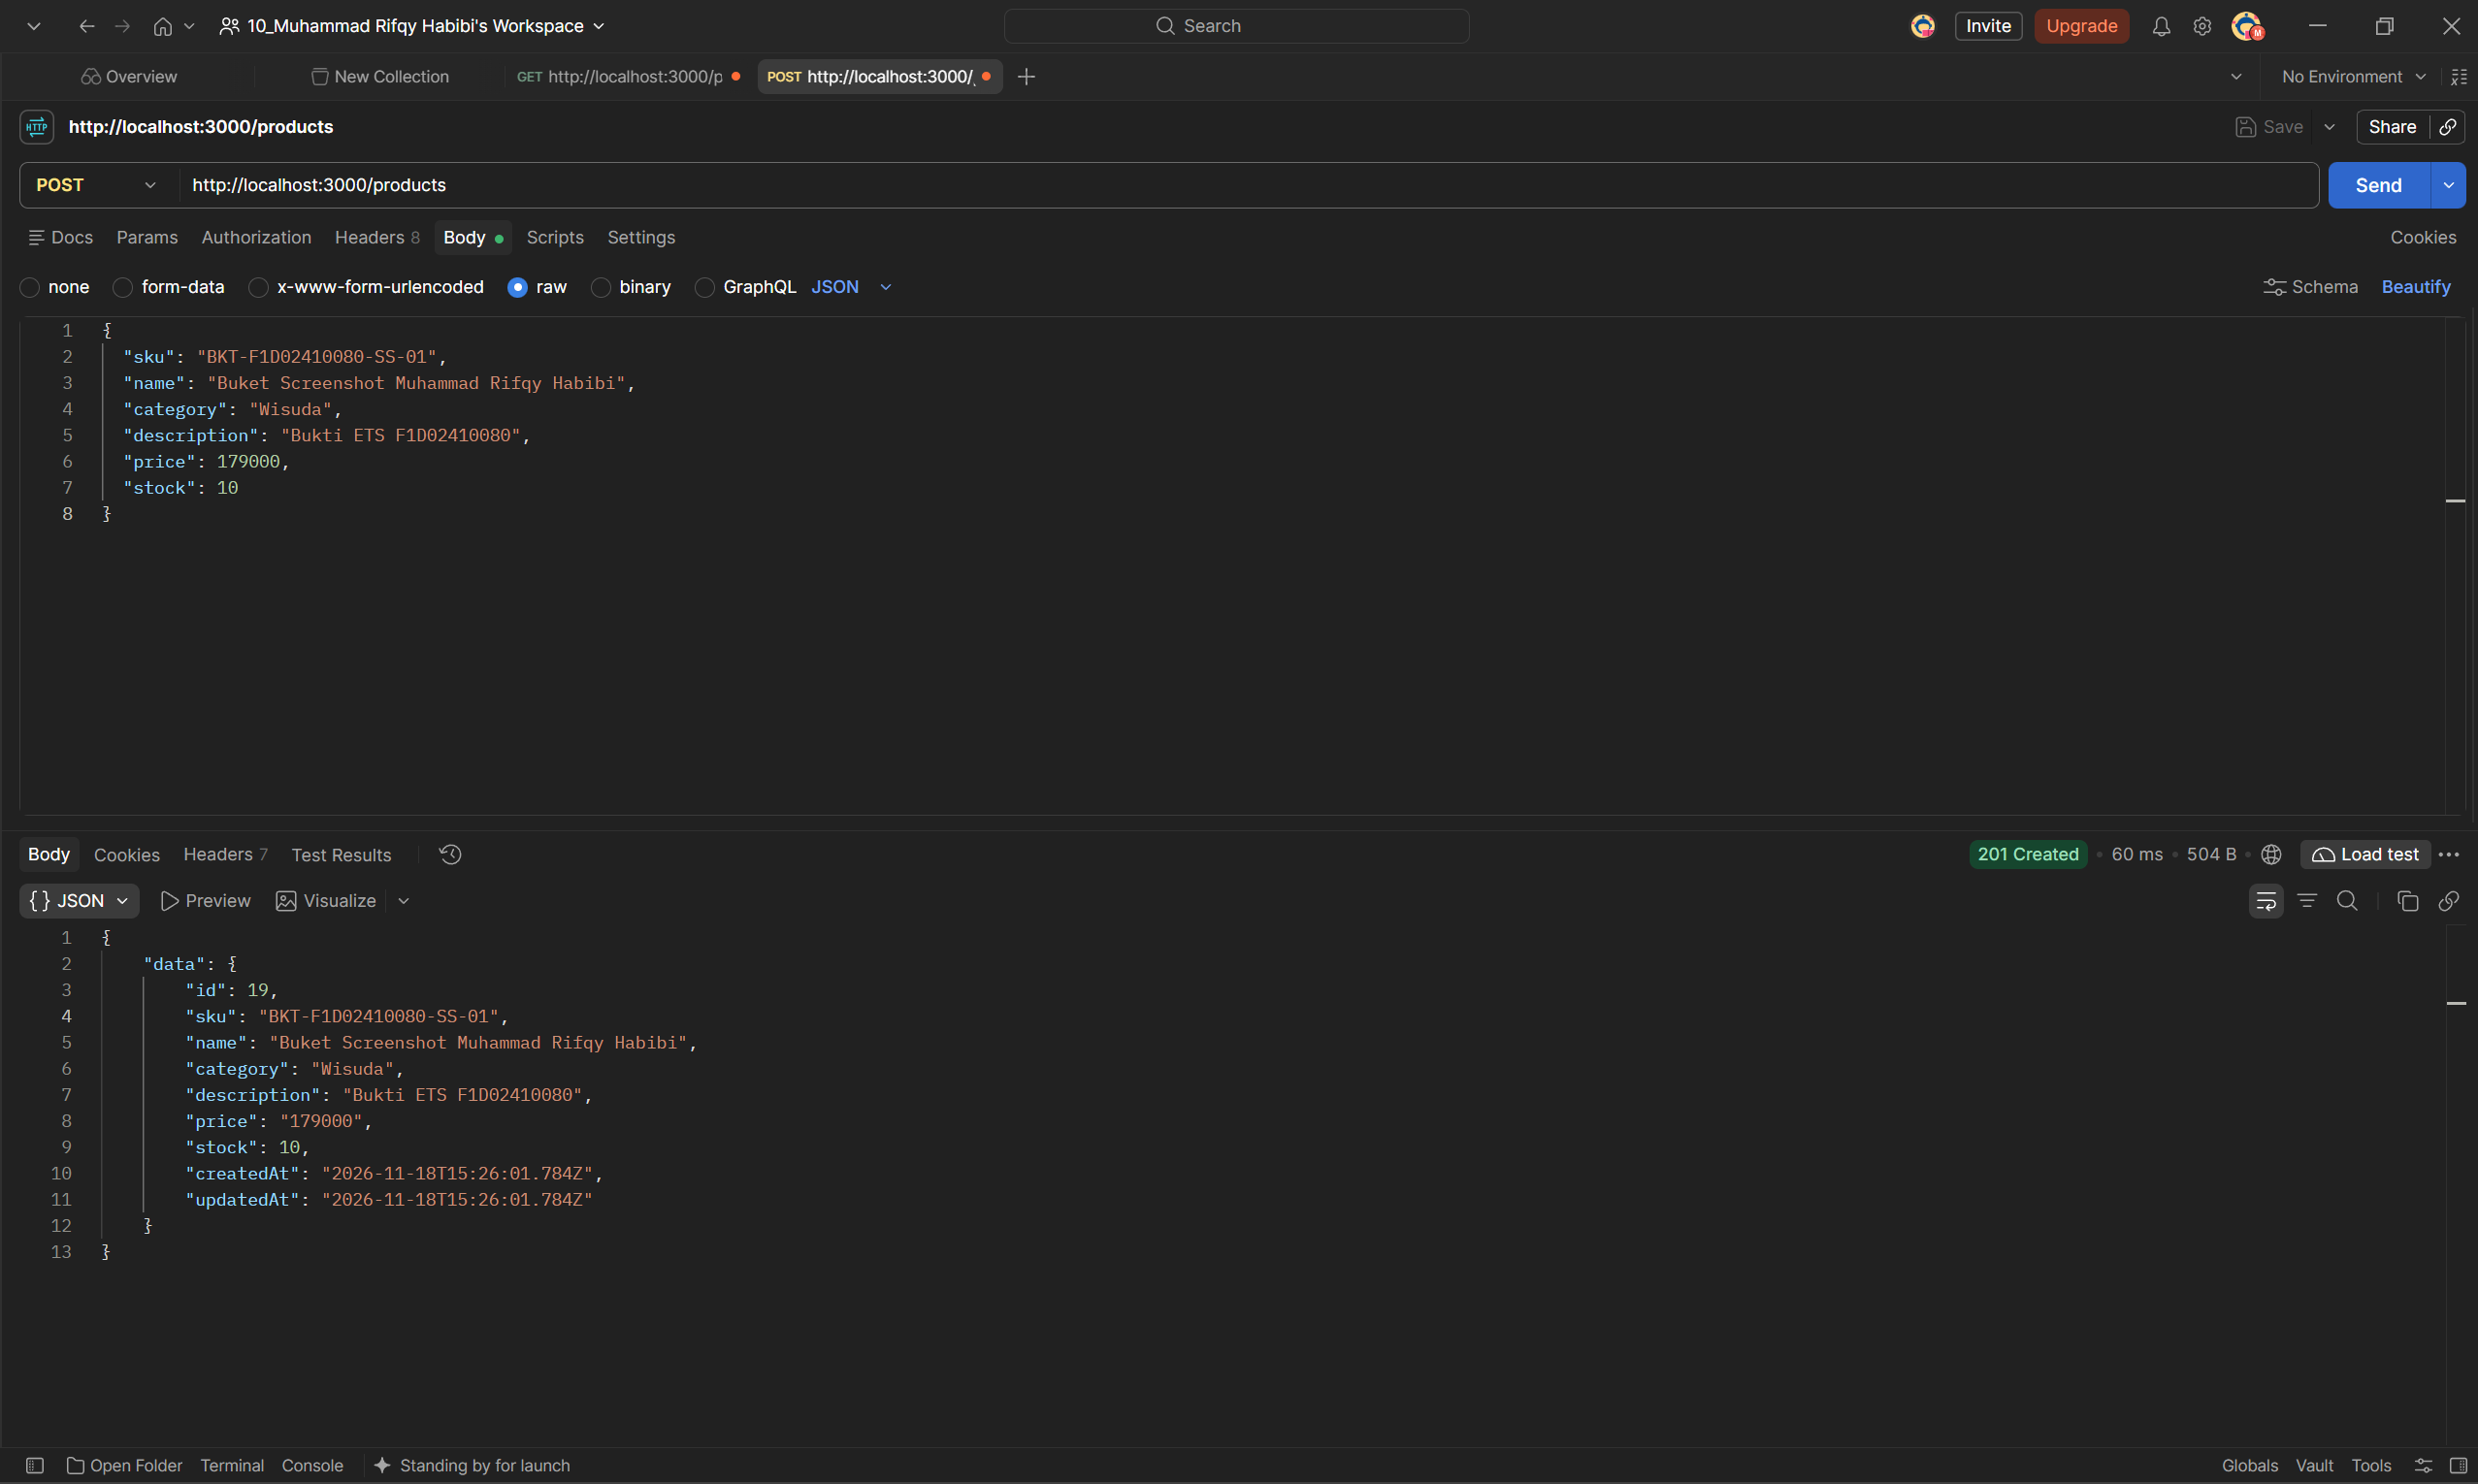 10_Muhammad Rifqy Habibi's Workspace
Search
Invite
Upgrade
Overview
New Collection
GET http://localhost:3000/p
POST http://localhost:3000/
No Environment
HTTP
http://localhost:3000/products
Save
Share
POST
http://localhost:3000/products
Send
Docs
Params
Authorization
Headers 8
Body
Scripts
Settings
Cookies
none
form-data
x-www-form-urlencoded
raw
binary
GraphQL
JSON
Schema
Beautify
1 {
2 "sku": "BKT-F1D02410080-SS-01",
3 "name": "Buket Screenshot Muhammad Rifqy Habibi",
4 "category": "Wisuda",
5 "description": "Bukti ETS F1D02410080",
6 "price": 179000,
7 "stock": 10
8 }
Body
Cookies
Headers 7
Test Results
201 Created
60 ms
504 B
Load test
{} JSON
Preview
Visualize
1 {
2 "data": {
3 "id": 19,
4 "sku": "BKT-F1D02410080-SS-01",
5 "name": "Buket Screenshot Muhammad Rifqy Habibi",
6 "category": "Wisuda",
7 "description": "Bukti ETS F1D02410080",
8 "price": "179000",
9 "stock": 10,
10 "createdAt": "2026-11-18T15:26:01.784Z",
11 "updatedAt": "2026-11-18T15:26:01.784Z"
12 }
13 }
Open Folder
Terminal
Console
Standing by for launch
Globals
Vault
Tools